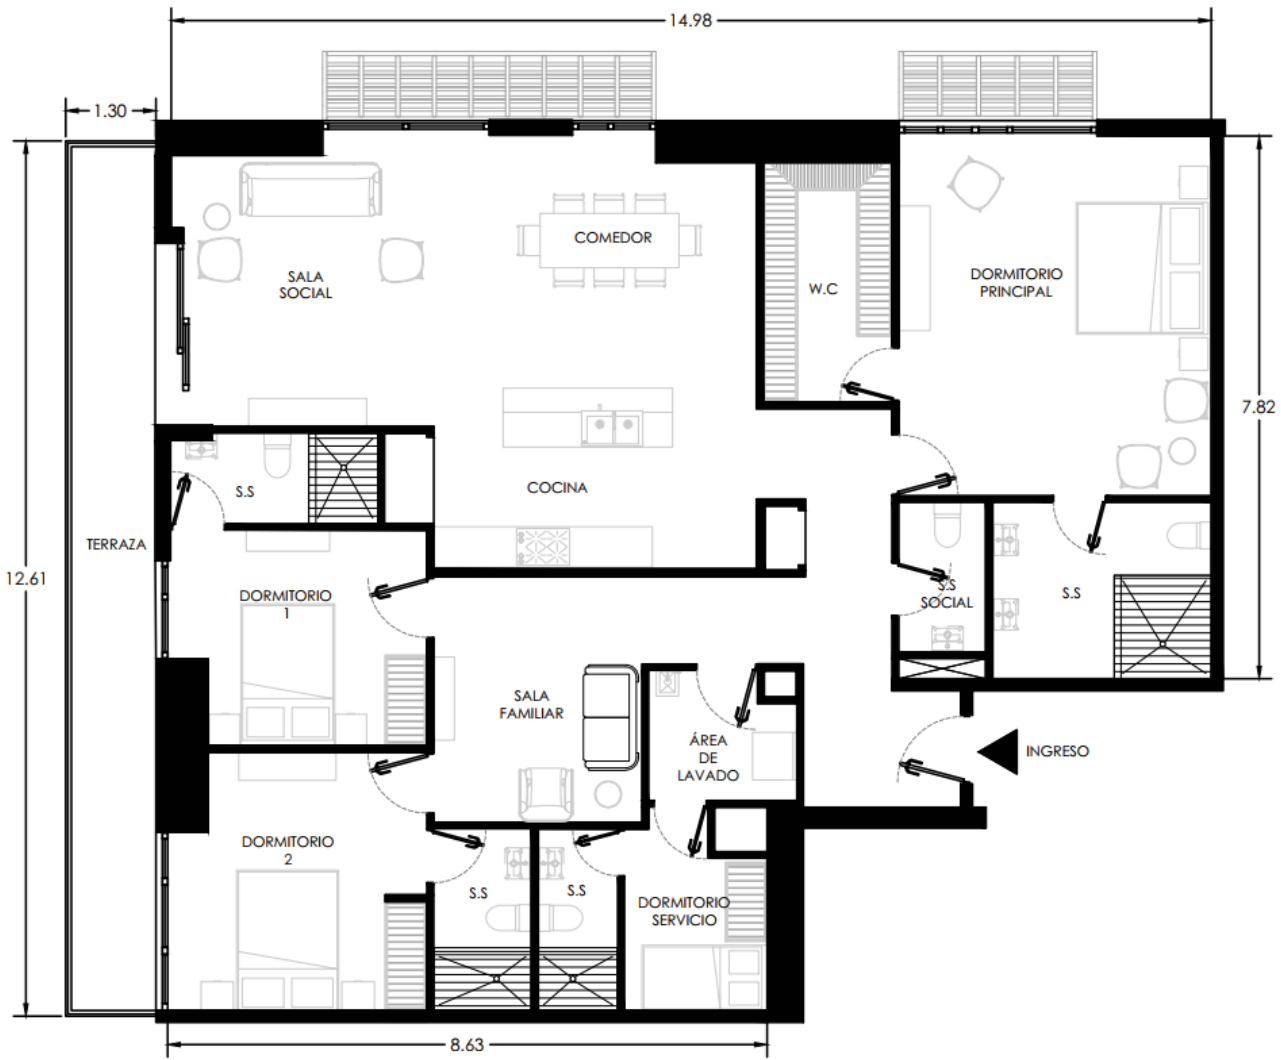 14.98
1.30
COMEDOR
SALA
SOCIAL
W.C
DORMITORIO
PRINCIPAL
7.82
S.S
COCINA
TERRAZA
12.61
DORMITORIO
1
S.S
SOCIAL
S.S
SALA
FAMILIAR
ÁREA
DE
LAVADO
INGRESO
DORMITORIO
2
S.S
S.S
DORMITORIO
SERVICIO
8.63